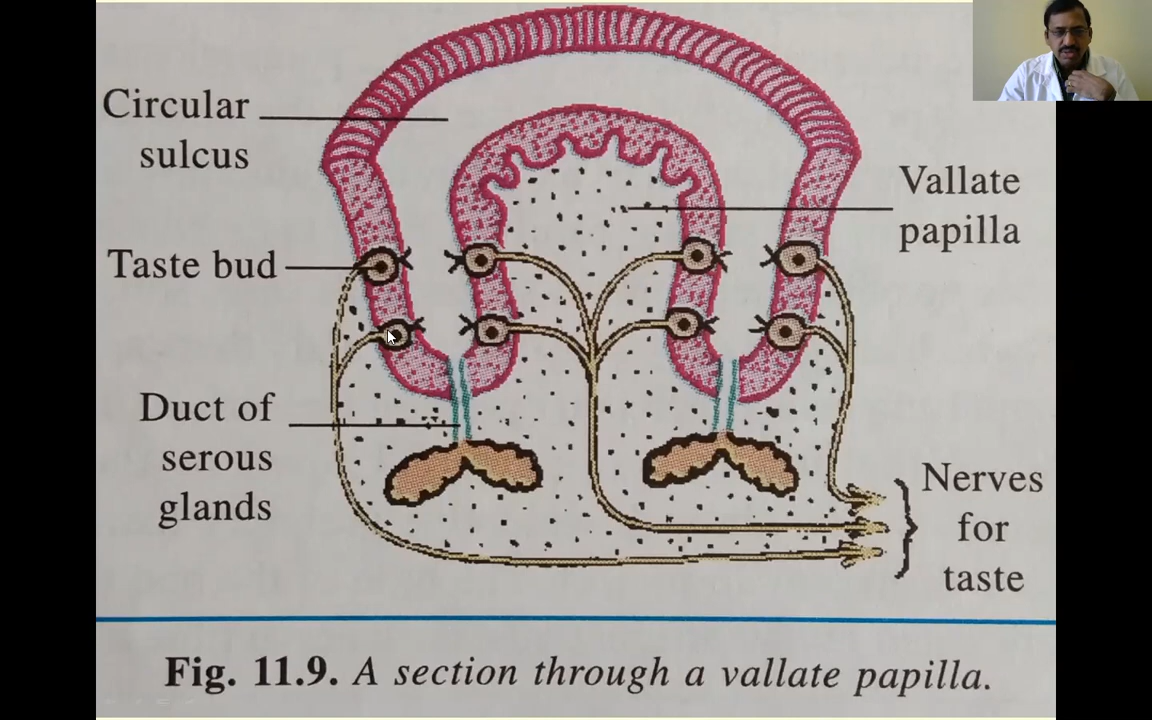 Circular
sulcus
Vallate
papilla
Taste bud
Duct of
serous
glands
Nerves
for
taste
Fig. 11.9. A section through a vallate papilla.